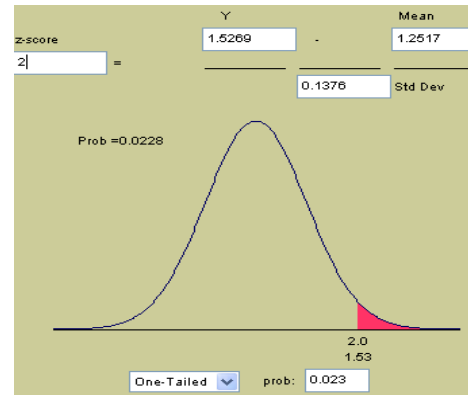 Y Mean
z-score 1.5269 - 1.2517
2 =
0.1376 Std Dev
Prob =0.0228
2.0
1.53
One-Tailed prob: 0.023